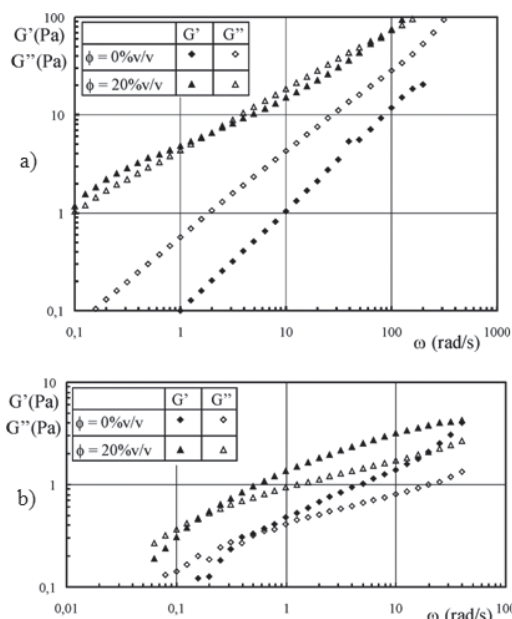 100
G'(Pa)
G''(Pa)
G' G''
ϕ = 0%v/v
ϕ = 20%v/v
10
a)
1
0,1
0,1 1 10 100 1000
ω (rad/s)
10
G'(Pa)
G''(Pa)
G' G''
ϕ = 0%v/v
ϕ = 20%v/v
b)
1
0,1
0,01 0,1 1 10 100
ω (rad/s)